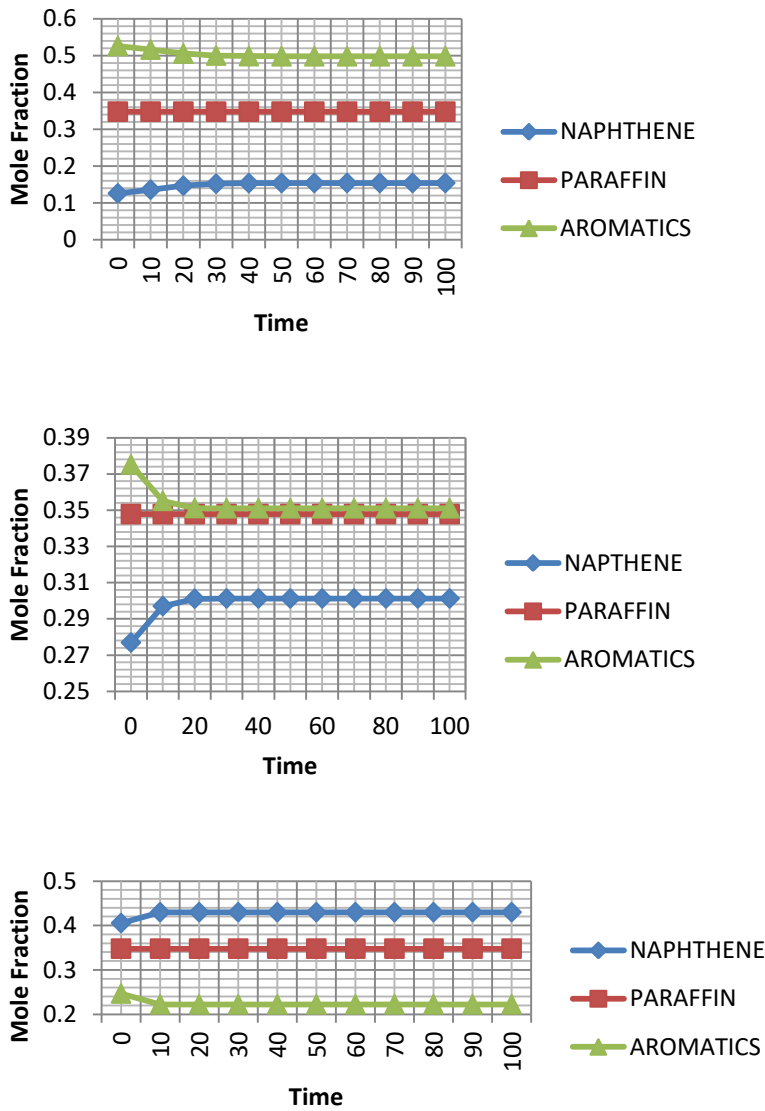 0.6
0.5
0.4
0.3
0.2
0.1
0
Mole Fraction
0 10 20 30 40 50 60 70 80 90 100
Time
NAPHTHENE
PARAFFIN
AROMATICS
0.39
0.37
0.35
0.33
0.31
0.29
0.27
0.25
Mole Fraction
0 20 40 60 80 100
Time
NAPTHENE
PARAFFIN
AROMATICS
0.5
0.4
0.3
0.2
Mole Fraction
0 10 20 30 40 50 60 70 80 90 100
Time
NAPHTHENE
PARAFFIN
AROMATICS